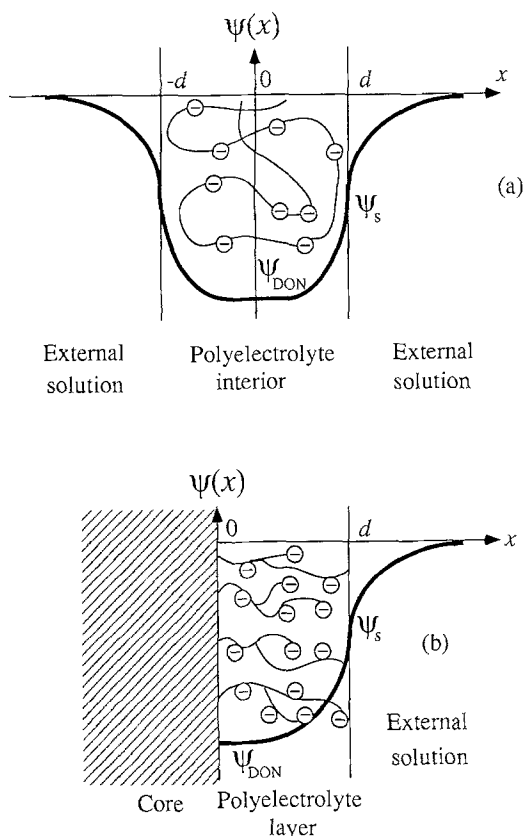 ψ(x)
-d 0 d x
(a)
ψs
ψDON
External solution
Polyelectrolyte interior
External solution
ψ(x)
0 d x
ψs
(b)
ψDON
External solution
Core
Polyelectrolyte layer